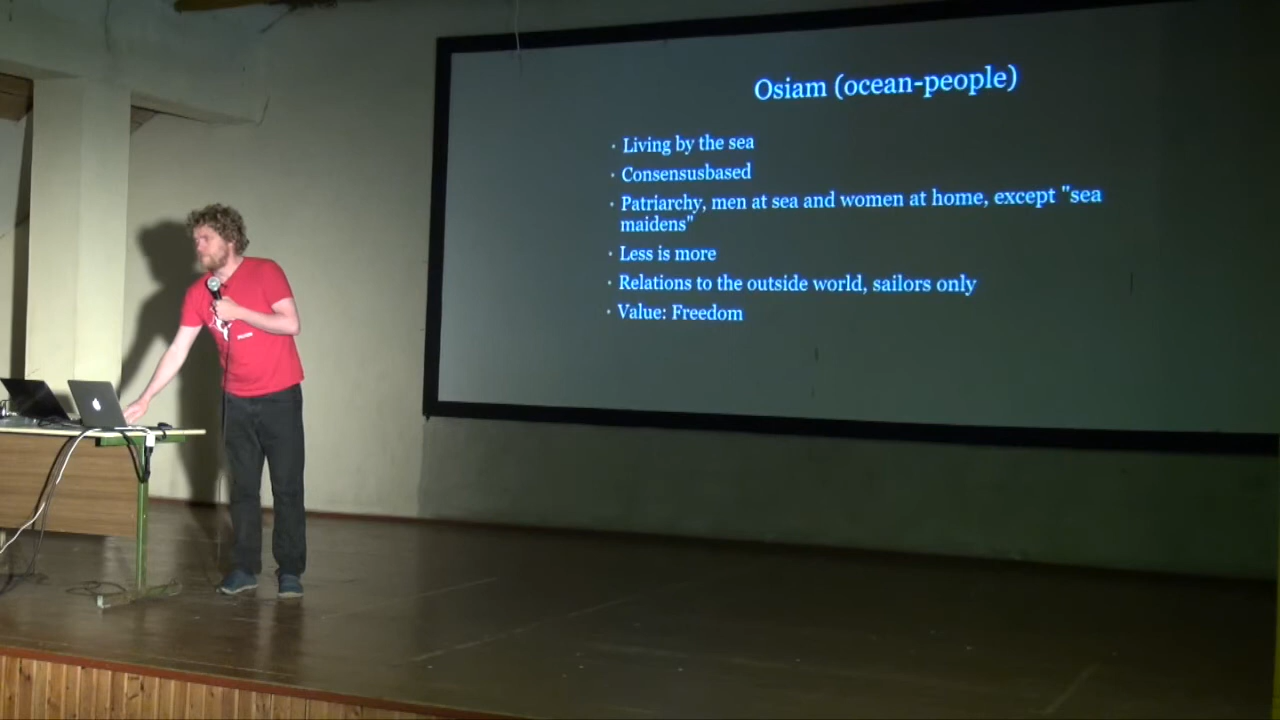 Osiam (ocean-people)
· Living by the sea
· Consensusbased
· Patriarchy, men at sea and women at home, except "sea
maidens"
· Less is more
· Relations to the outside world, sailors only
· Value: Freedom